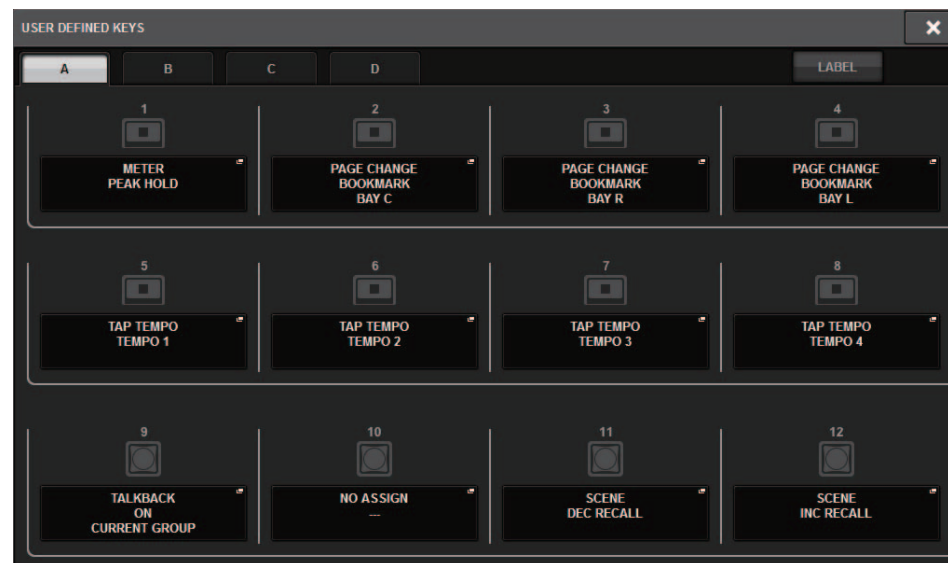 USER DEFINED KEYS
A B C D LABEL
1 2 3 4
METER
PEAK HOLD
PAGE CHANGE
BOOKMARK
BAY C
PAGE CHANGE
BOOKMARK
BAY R
PAGE CHANGE
BOOKMARK
BAY L
5 6 7 8
TAP TEMPO
TEMPO 1
TAP TEMPO
TEMPO 2
TAP TEMPO
TEMPO 3
TAP TEMPO
TEMPO 4
9 10 11 12
TALKBACK
ON
CURRENT GROUP
NO ASSIGN
---
SCENE
DEC RECALL
SCENE
INC RECALL